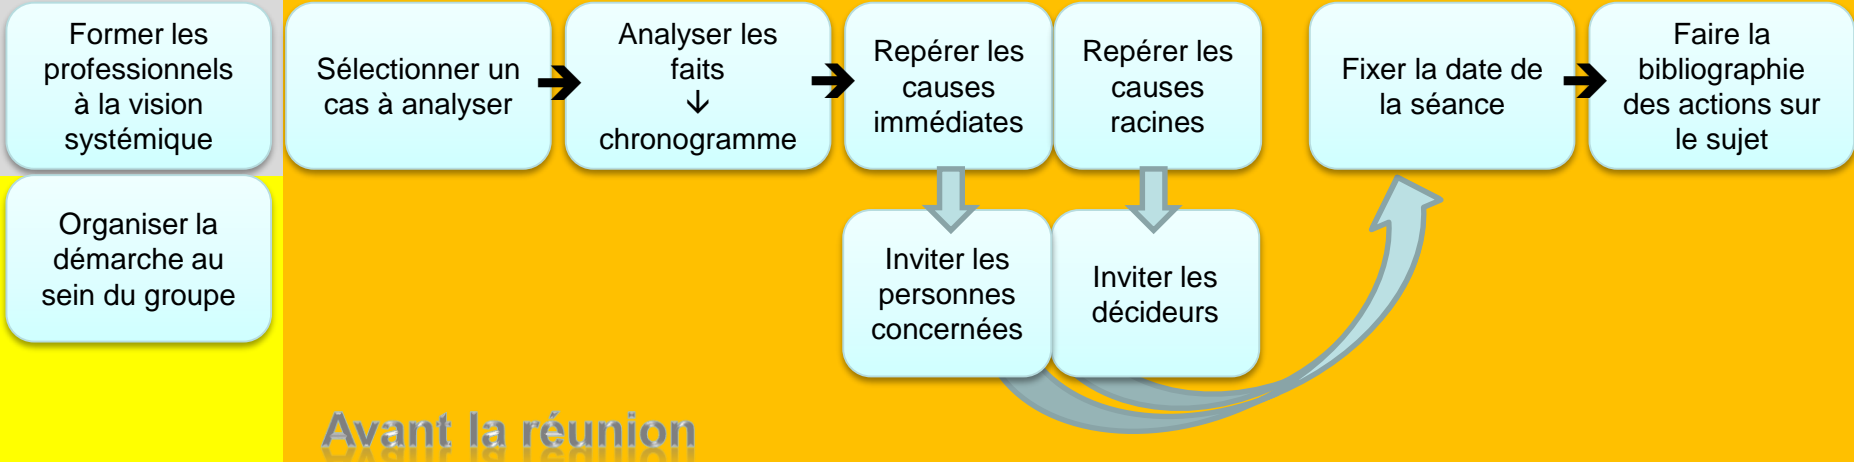 Former les
professionnels
à la vision
systémique
Organiser la
démarche au
sein du groupe
Sélectionner un
cas à analyser
Analyser les
faits
↓
chronogramme
Repérer les
causes
immédiates
Repérer les
causes
racines
Inviter les
personnes
concernées
Inviter les
décideurs
Fixer la date de
la séance
Faire la
bibliographie
des actions sur
le sujet
Avant la réunion